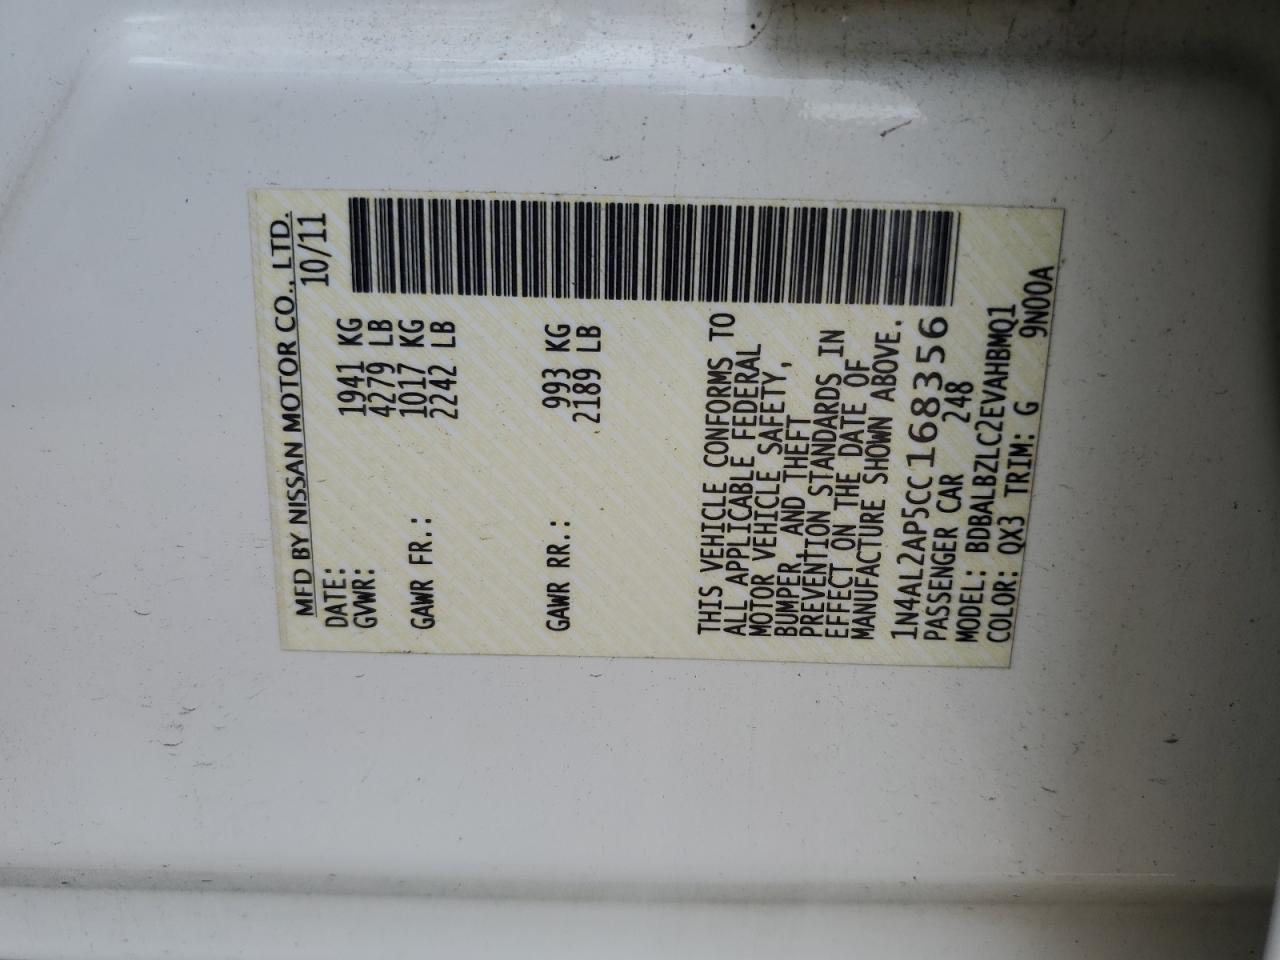 MFD BY NISSAN MOTOR CO., LTD.
DATE: 10/11
GVWR: 1941 KG
4279 LB
GAWR FR.: 1017 KG
2242 LB
GAWR RR.: 993 KG
2189 LB
THIS VEHICLE CONFORMS TO
ALL APPLICABLE FEDERAL
MOTOR VEHICLE SAFETY,
BUMPER, AND THEFT
PREVENTION STANDARDS IN
EFFECT ON THE DATE OF
MANUFACTURE SHOWN ABOVE.
1N4AL2AP5CC168356
PASSENGER CAR 248
MODEL: BDBALBZLC2EVAHBMQ1
COLOR: QX3 TRIM: G 9N00A